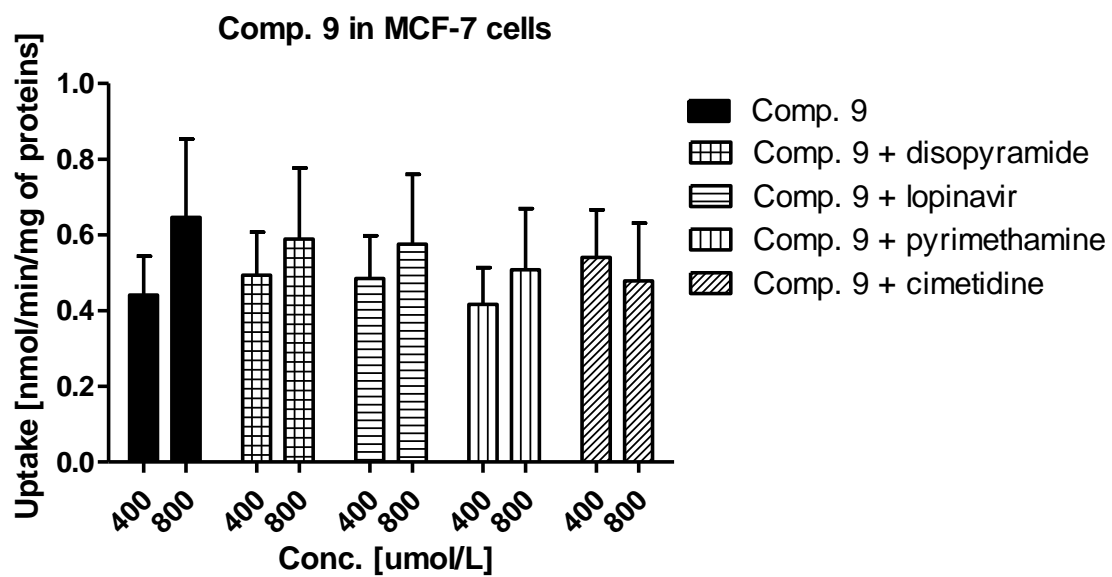 Comp. 9 in MCF-7 cells
Uptake [nmol/min/mg of proteins]
1.0
0.8
0.6
0.4
0.2
0.0
400 800 400 800 400 800 400 800 400 800
Conc. [umol/L]
Comp. 9
Comp. 9 + disopyramide
Comp. 9 + lopinavir
Comp. 9 + pyrimethamine
Comp. 9 + cimetidine